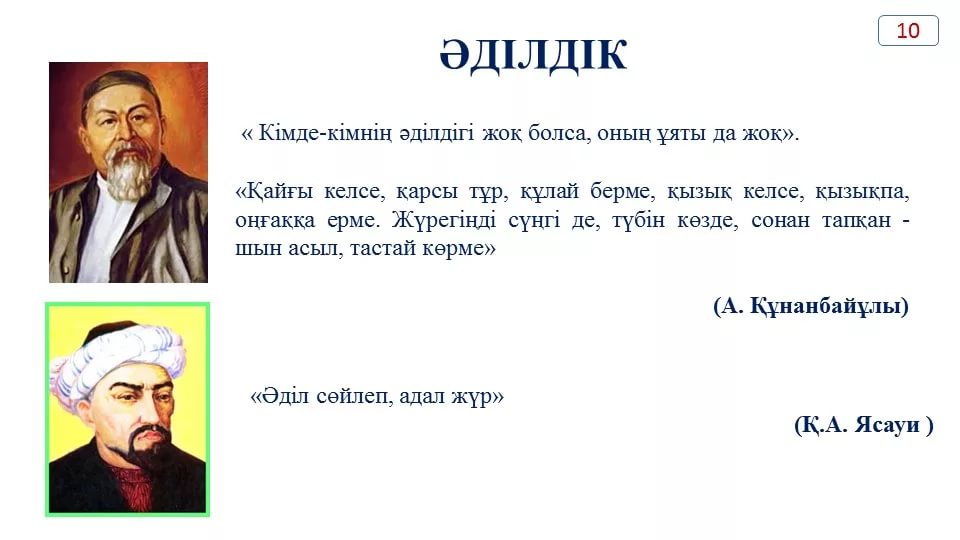 10
ӘДІЛДІК
« Кімде-кімнің әділдігі жоқ болса, оның ұяты да жоқ».
«Қайғы келсе, қарсы тұр, құлай берме, қызық келсе, қызықпа,
оңғаққа ерме. Жүрегіңді сүңгі де, түбін көзде, сонан тапқан -
шын асыл, тастай көрме»
(А. Құнанбайұлы)
«Әділ сөйлеп, адал жүр»
(Қ.А. Ясауи )